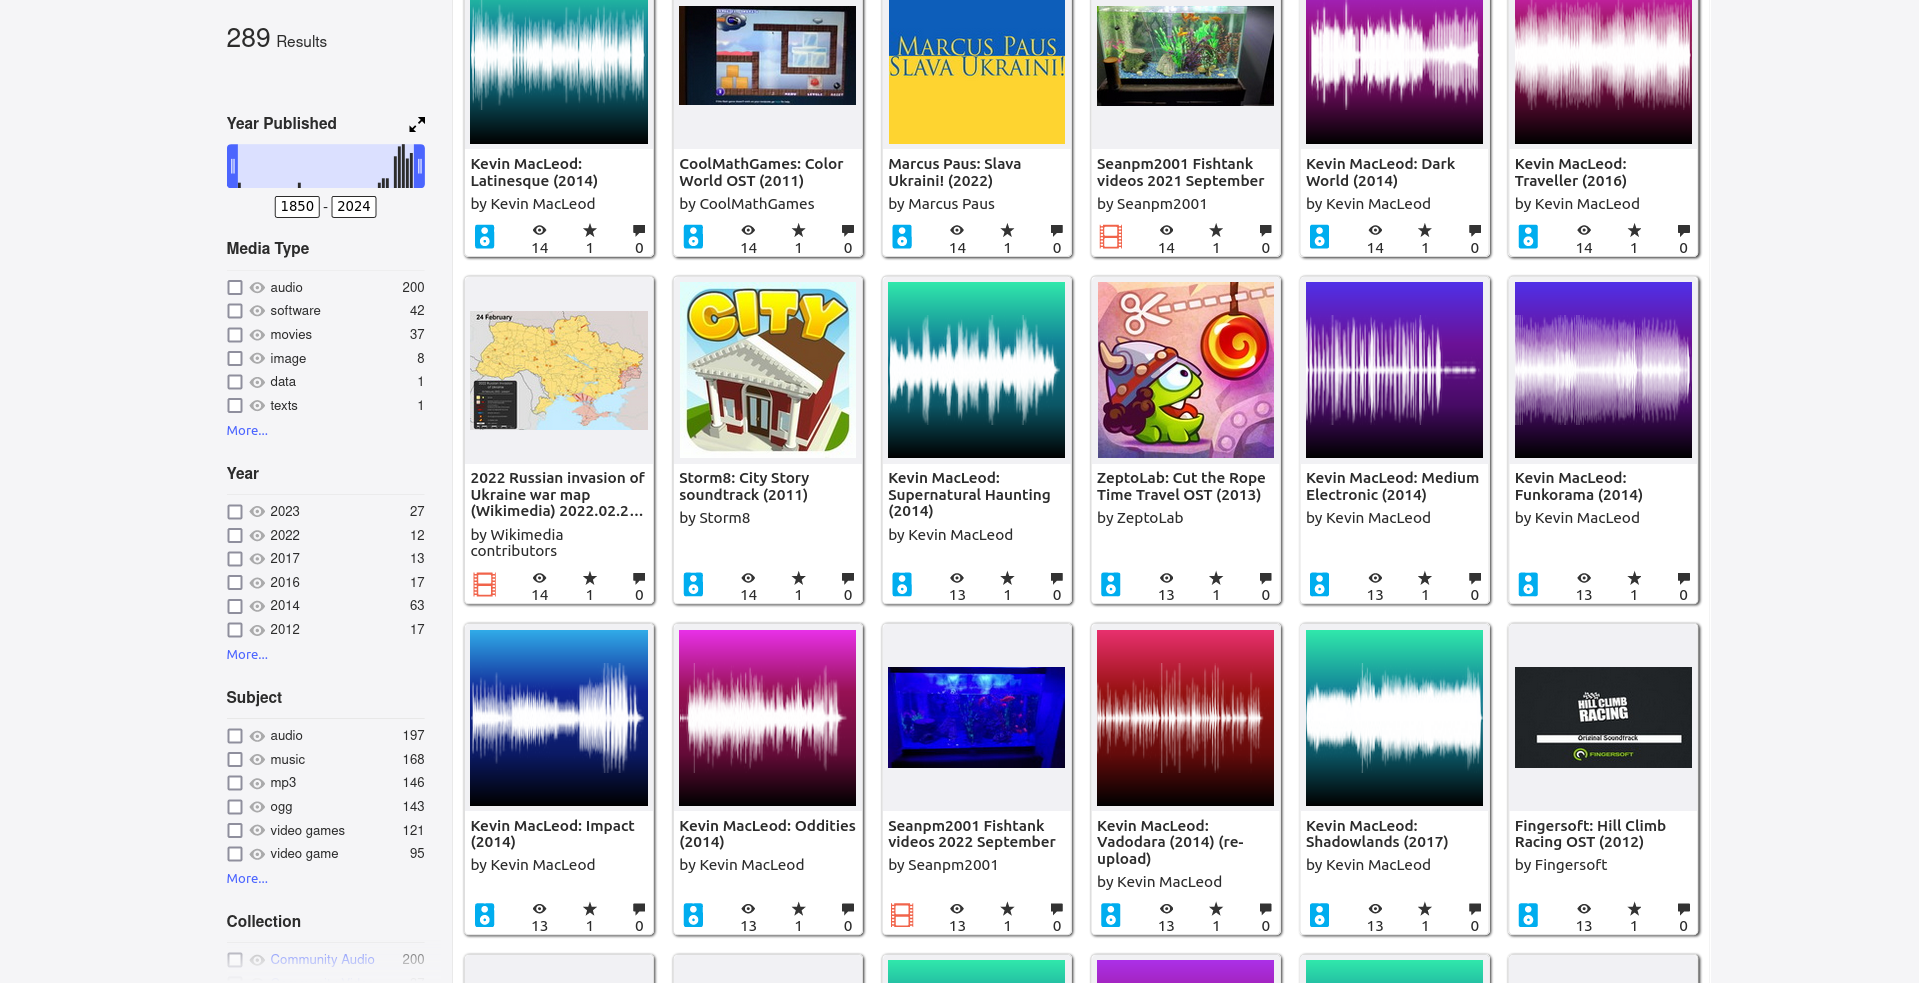 289 Results
Year Published
1850 - 2024
Media Type
audio 200
software 42
movies 37
image 8
data 1
texts 1
More...
Year
2023 27
2022 12
2017 13
2016 17
2014 63
2012 17
More...
Subject
audio 197
music 168
mp3 146
ogg 143
video games 121
video game 95
More...
Collection
Community Audio 200
Kevin MacLeod:
Latinesque (2014)
by Kevin MacLeod
14 1 0
CoolMathGames: Color
World OST (2011)
by CoolMathGames
14 1 0
MARCUS PAUS
SLAVA UKRAINI!
Marcus Paus: Slava
Ukraini! (2022)
by Marcus Paus
14 1 0
Seanpm2001 Fishtank
videos 2021 September
by Seanpm2001
14 1 0
Kevin MacLeod: Dark
World (2014)
by Kevin MacLeod
14 1 0
Kevin MacLeod:
Traveller (2016)
by Kevin MacLeod
14 1 0
24 February
2022 Russian invasion of
Ukraine war map
(Wikimedia) 2022.02.2...
by Wikimedia
contributors
14 1 0
CITY
Storm8: City Story
soundtrack (2011)
by Storm8
14 1 0
Kevin MacLeod:
Supernatural Haunting
(2014)
by Kevin MacLeod
13 1 0
ZeptoLab: Cut the Rope
Time Travel OST (2013)
by ZeptoLab
13 1 0
Kevin MacLeod: Medium
Electronic (2014)
by Kevin MacLeod
13 1 0
Kevin MacLeod:
Funkorama (2014)
by Kevin MacLeod
13 1 0
Kevin MacLeod: Impact
(2014)
by Kevin MacLeod
13 1 0
Kevin MacLeod: Oddities
(2014)
by Kevin MacLeod
13 1 0
Seanpm2001 Fishtank
videos 2022 September
by Seanpm2001
13 1 0
Kevin MacLeod:
Vadodara (2014) (re-
upload)
by Kevin MacLeod
13 1 0
Kevin MacLeod:
Shadowlands (2017)
by Kevin MacLeod
13 1 0
HILL CLIMB
RACING
Original Soundtrack
FINGERSOFT
Fingersoft: Hill Climb
Racing OST (2012)
by Fingersoft
13 1 0